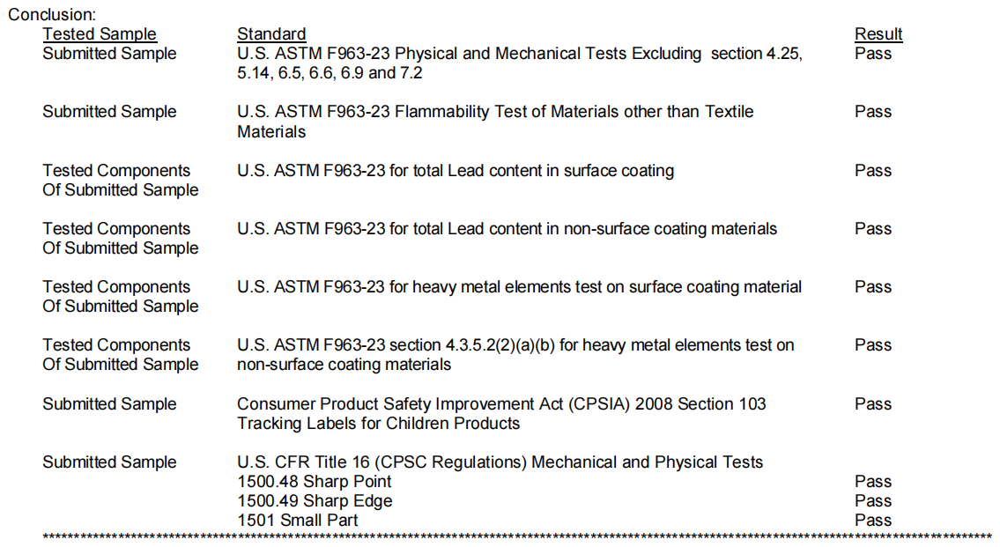 Conclusion:
Tested Sample Standard Result
Submitted Sample U.S. ASTM F963-23 Physical and Mechanical Tests Excluding section 4.25, Pass
5.14, 6.5, 6.6, 6.9 and 7.2
Submitted Sample U.S. ASTM F963-23 Flammability Test of Materials other than Textile Pass
Materials
Tested Components U.S. ASTM F963-23 for total Lead content in surface coating Pass
Of Submitted Sample
Tested Components U.S. ASTM F963-23 for total Lead content in non-surface coating materials Pass
Of Submitted Sample
Tested Components U.S. ASTM F963-23 for heavy metal elements test on surface coating material Pass
Of Submitted Sample
Tested Components U.S. ASTM F963-23 section 4.3.5.2(2)(a)(b) for heavy metal elements test on Pass
Of Submitted Sample non-surface coating materials
Submitted Sample Consumer Product Safety Improvement Act (CPSIA) 2008 Section 103 Pass
Tracking Labels for Children Products
Submitted Sample U.S. CFR Title 16 (CPSC Regulations) Mechanical and Physical Tests
1500.48 Sharp Point Pass
1500.49 Sharp Edge Pass
1501 Small Part Pass